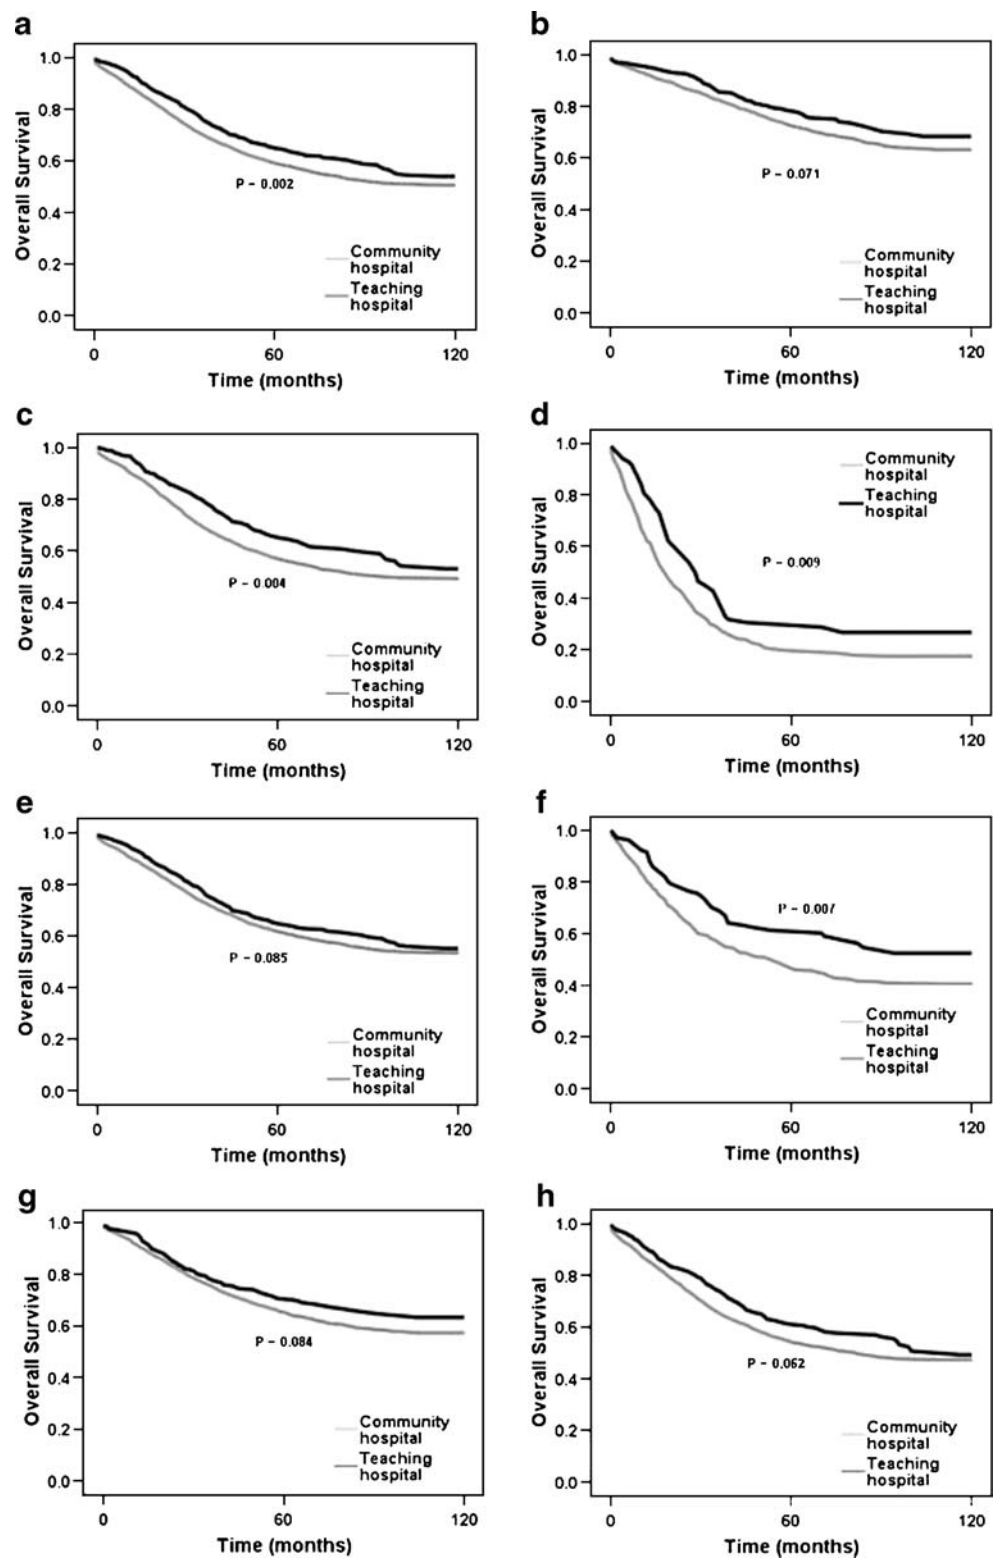 a
1.0
0.8
0.6
0.4
0.2
0.0
Overall Survival
P - 0.002
Community
hospital
Teaching
hospital
0 60 120
Time (months)
b
1.0
0.8
0.6
0.4
0.2
0.0
Overall Survival
P - 0.071
Community
hospital
Teaching
hospital
0 60 120
Time (months)
c
1.0
0.8
0.6
0.4
0.2
0.0
Overall Survival
P - 0.004
Community
hospital
Teaching
hospital
0 60 120
Time (months)
d
1.0
0.8
0.6
0.4
0.2
0.0
Overall Survival
Community
hospital
Teaching
hospital
P - 0.009
0 60 120
Time (months)
e
1.0
0.8
0.6
0.4
0.2
0.0
Overall Survival
P - 0.085
Community
hospital
Teaching
hospital
0 60 120
Time (months)
f
1.0
0.8
0.6
0.4
0.2
0.0
Overall Survival
P - 0.007
Community
hospital
Teaching
hospital
0 60 120
Time (months)
g
1.0
0.8
0.6
0.4
0.2
0.0
Overall Survival
P - 0.084
Community
hospital
Teaching
hospital
0 60 120
Time (months)
h
1.0
0.8
0.6
0.4
0.2
0.0
Overall Survival
P - 0.062
Community
hospital
Teaching
hospital
0 60 120
Time (months)